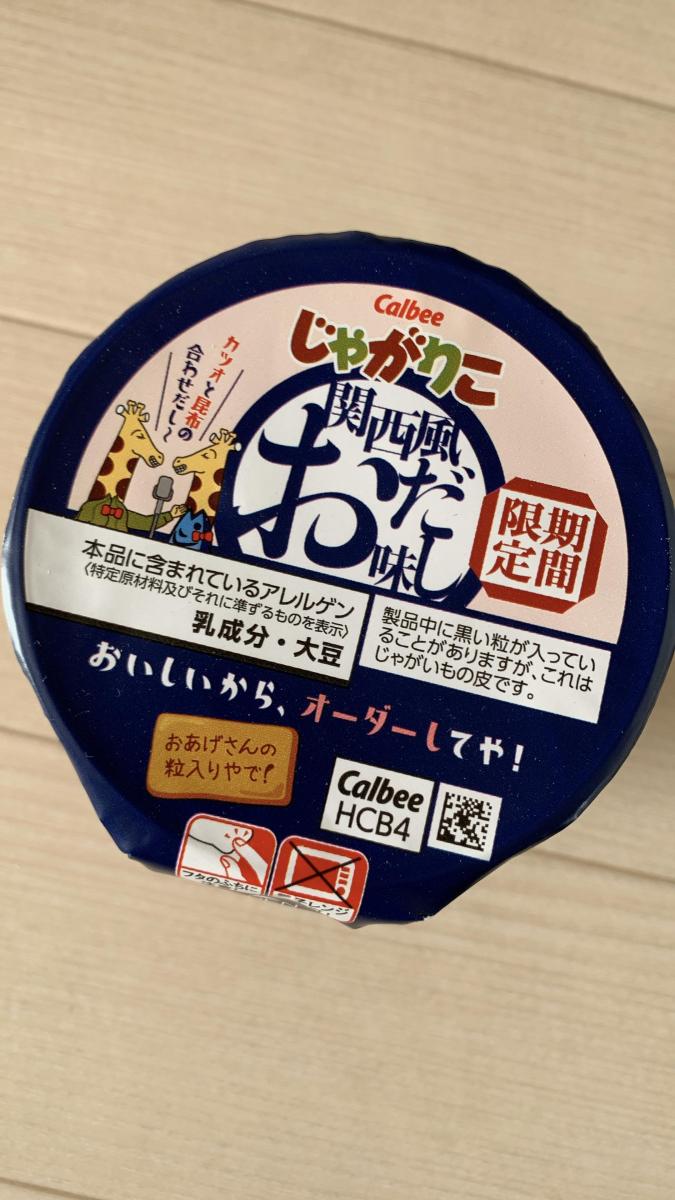 Calbee
じゃがりこ
カツオと昆布の
合わせだし〜
関西風
おだし
味
期間
限定
本品に含まれているアレルゲン
〈特定原材料及びそれに準ずるものを表示〉
乳成分・大豆
製品中に黒い粒が入ってい
ることがありますが、これは
じゃがいもの皮です。
おいしいから、オーダーしてや！
おあげさんの
粒入りやで！
Calbee
HCB4
フタのふちに